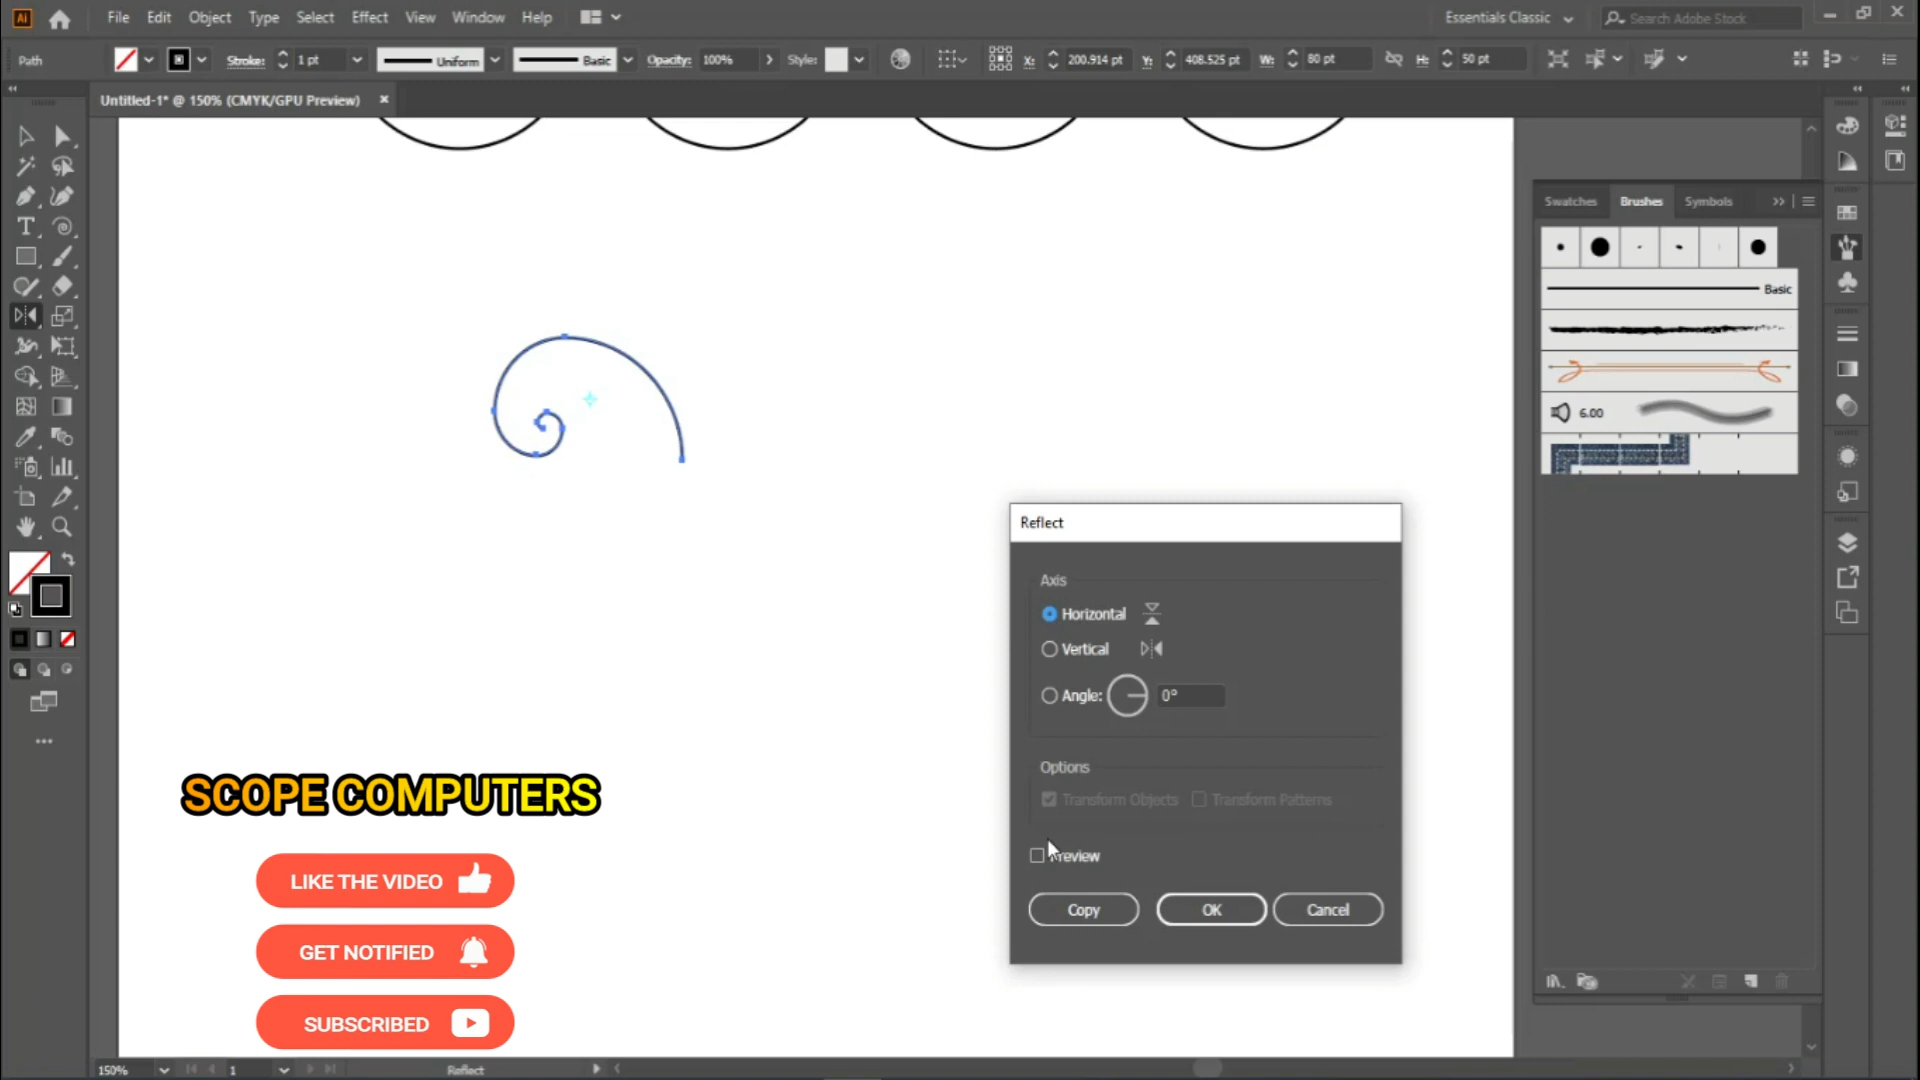 Ai File Edit Object Type Select Effect View Window Help Essentials Classic Search Adobe Stock
Path Stroke: 1 pt Uniform Basic Opacity: 100% Style: X: 200.914 pt Y: 408.525 pt W: 80 pt H: 50 pt
Untitled-1* @ 150% (CMYK/GPU Preview)
Swatches Brushes Symbols
Basic
6.00
Reflect
Axis
Horizontal
Vertical
Angle: 0°
Options
Transform Objects Transform Patterns
Preview
Copy OK Cancel
SCOPE COMPUTERS
LIKE THE VIDEO
GET NOTIFIED
SUBSCRIBED
150% 1 Reflect